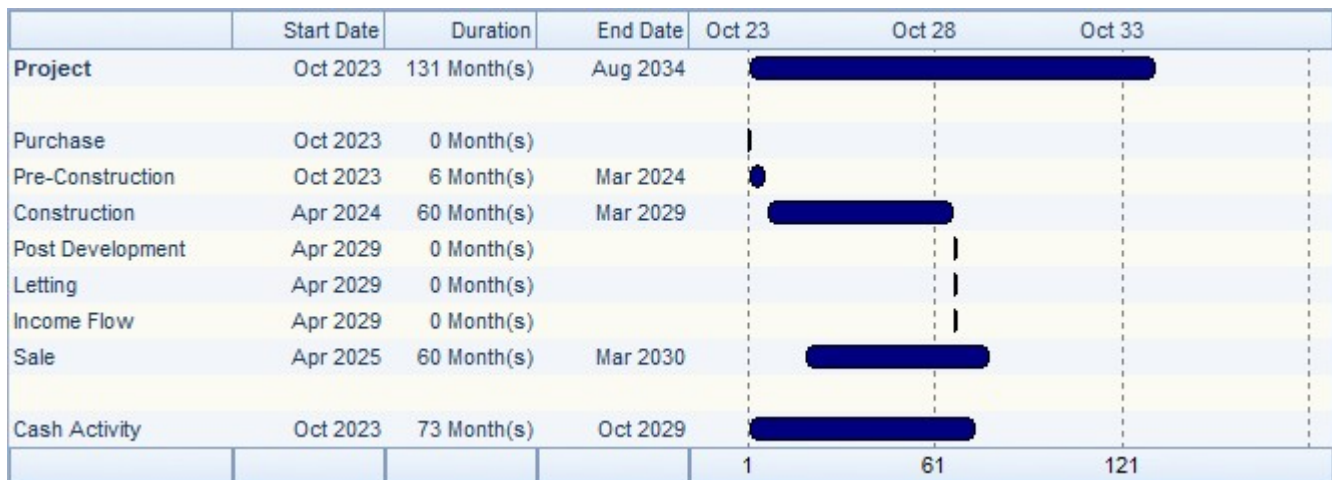 Start Date Duration End Date Oct 23 Oct 28 Oct 33
Project Oct 2023 131 Month(s) Aug 2034
Purchase Oct 2023 0 Month(s)
Pre-Construction Oct 2023 6 Month(s) Mar 2024
Construction Apr 2024 60 Month(s) Mar 2029
Post Development Apr 2029 0 Month(s)
Letting Apr 2029 0 Month(s)
Income Flow Apr 2029 0 Month(s)
Sale Apr 2025 60 Month(s) Mar 2030
Cash Activity Oct 2023 73 Month(s) Oct 2029
1 61 121